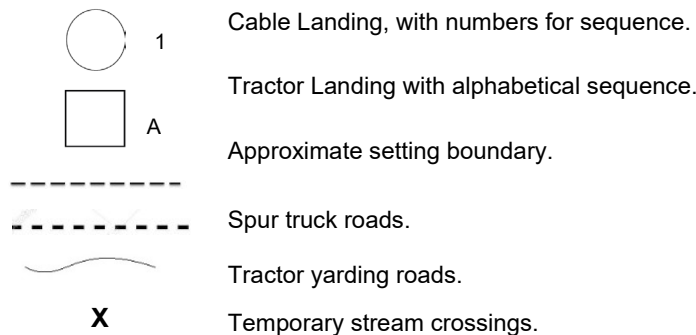 1 Cable Landing, with numbers for sequence.
Tractor Landing with alphabetical sequence.
A
Approximate setting boundary.
Spur truck roads.
Tractor yarding roads.
X Temporary stream crossings.